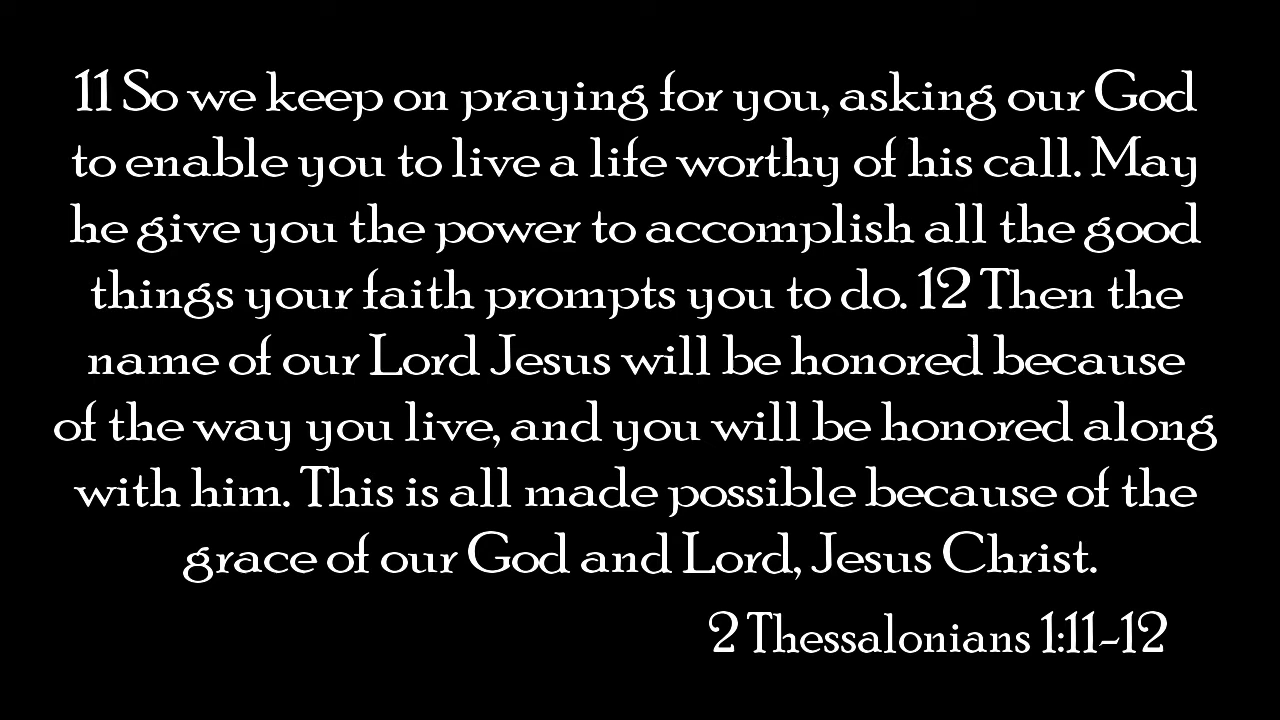 11 So we keep on praying for you, asking our God
to enable you to live a life worthy of his call. May
he give you the power to accomplish all the good
things your faith prompts you to do. 12 Then the
name of our Lord Jesus will be honored because
of the way you live, and you will be honored along
with him. This is all made possible because of the
grace of our God and Lord, Jesus Christ.
2 Thessalonians 1:11-12